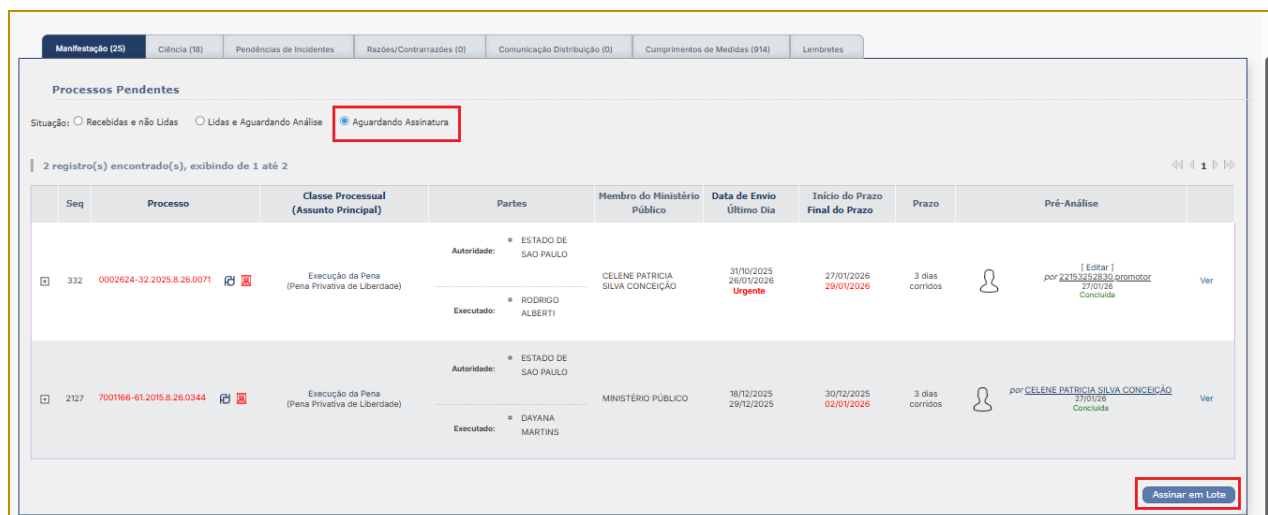 Manifestação (25) Ciência (18) Pendências de Incidentes Razões/Contrarrazões (0) Comunicação Distribuição (0) Cumprimentos de Medidas (914) Lembretes
Processos Pendentes
Situação: Recebidas e não Lidas Lidas e Aguardando Análise Aguardando Assinatura
2 registro(s) encontrado(s), exibindo de 1 até 2
1
Seq Processo Classe Processual (Assunto Principal) Partes Membro do Ministério Público Data de Envio Último Dia Início do Prazo Final do Prazo Prazo Pré-Análise
332 0002624-32.2025.8.26.0071
Execução da Pena
(Pena Privativa de Liberdade)
Autoridade: ESTADO DE SAO PAULO
Executado: RODRIGO ALBERTI
CELENE PATRICIA SILVA CONCEIÇÃO
31/10/2025
26/01/2026
Urgente
27/01/2026
29/01/2026
3 dias corridos
[ Editar ]
por 22153252830.promotor
27/01/26
Concluída
Ver
2127 7001166-61.2015.8.26.0344
Execução da Pena
(Pena Privativa de Liberdade)
Autoridade: ESTADO DE SAO PAULO
Executado: DAYANA MARTINS
MINISTÉRIO PÚBLICO
18/12/2025
29/12/2025
30/12/2025
02/01/2026
3 dias corridos
por CELENE PATRICIA SILVA CONCEIÇÃO
27/01/26
Concluída
Ver
Assinar em Lote